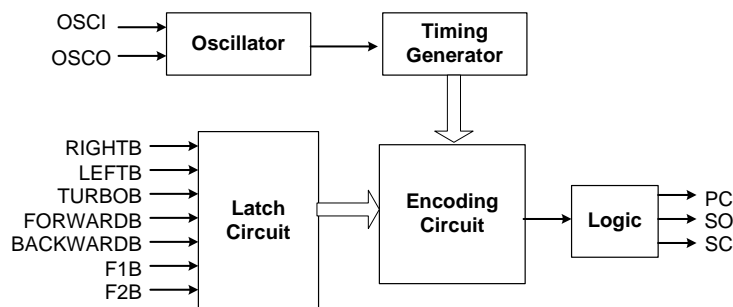 OSCI
OSCO
Oscillator
Timing
Generator
RIGHTB
LEFTB
TURBOB
FORWARDB
BACKWARDB
F1B
F2B
Latch
Circuit
Encoding
Circuit
Logic
PC
SO
SC